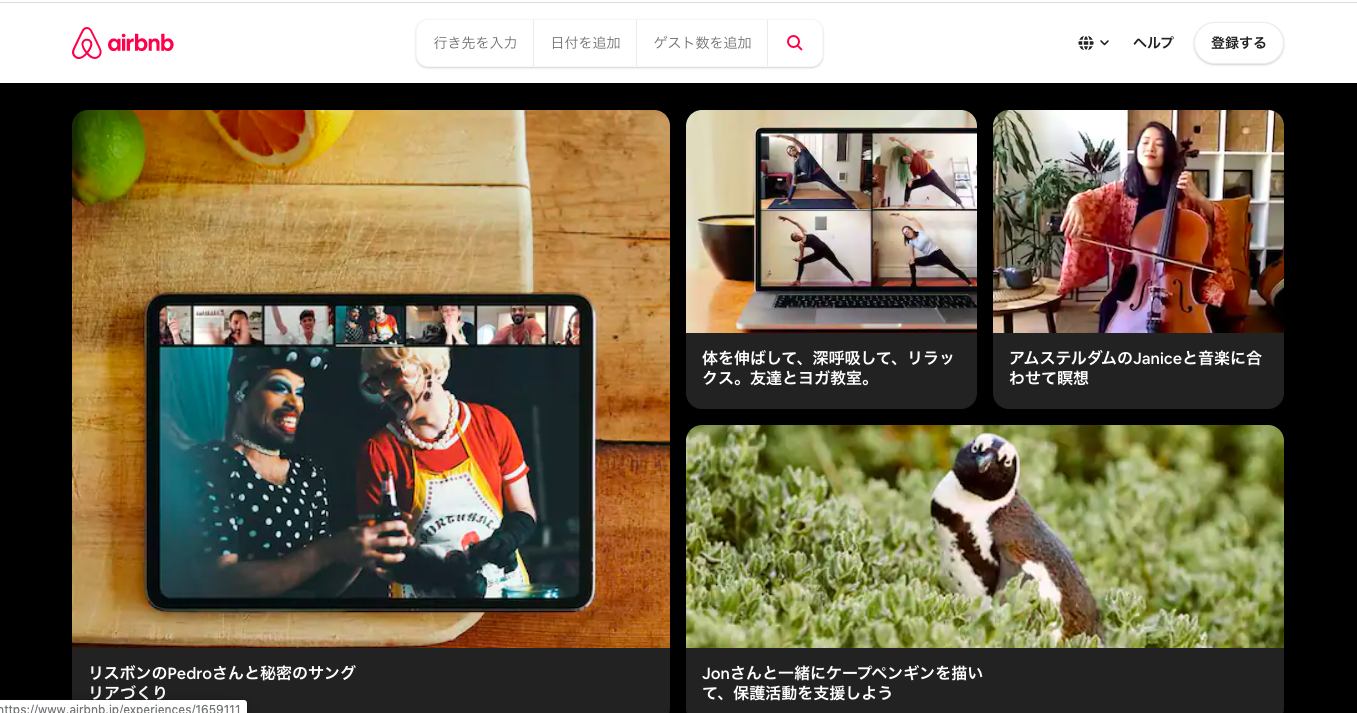 airbnb
行き先を入力
日付を追加
ゲスト数を追加
ヘルプ
登録する
体を伸ばして、深呼吸して、リラッ
クス。友達とヨガ教室。
アムステルダムのJaniceと音楽に合
わせて瞑想
リスボンのPedroさんと秘密のサング
リアづくり
Jonさんと一緒にケープペンギンを描い
て、保護活動を支援しよう
https://www.airbnb.jp/experiences/1659111